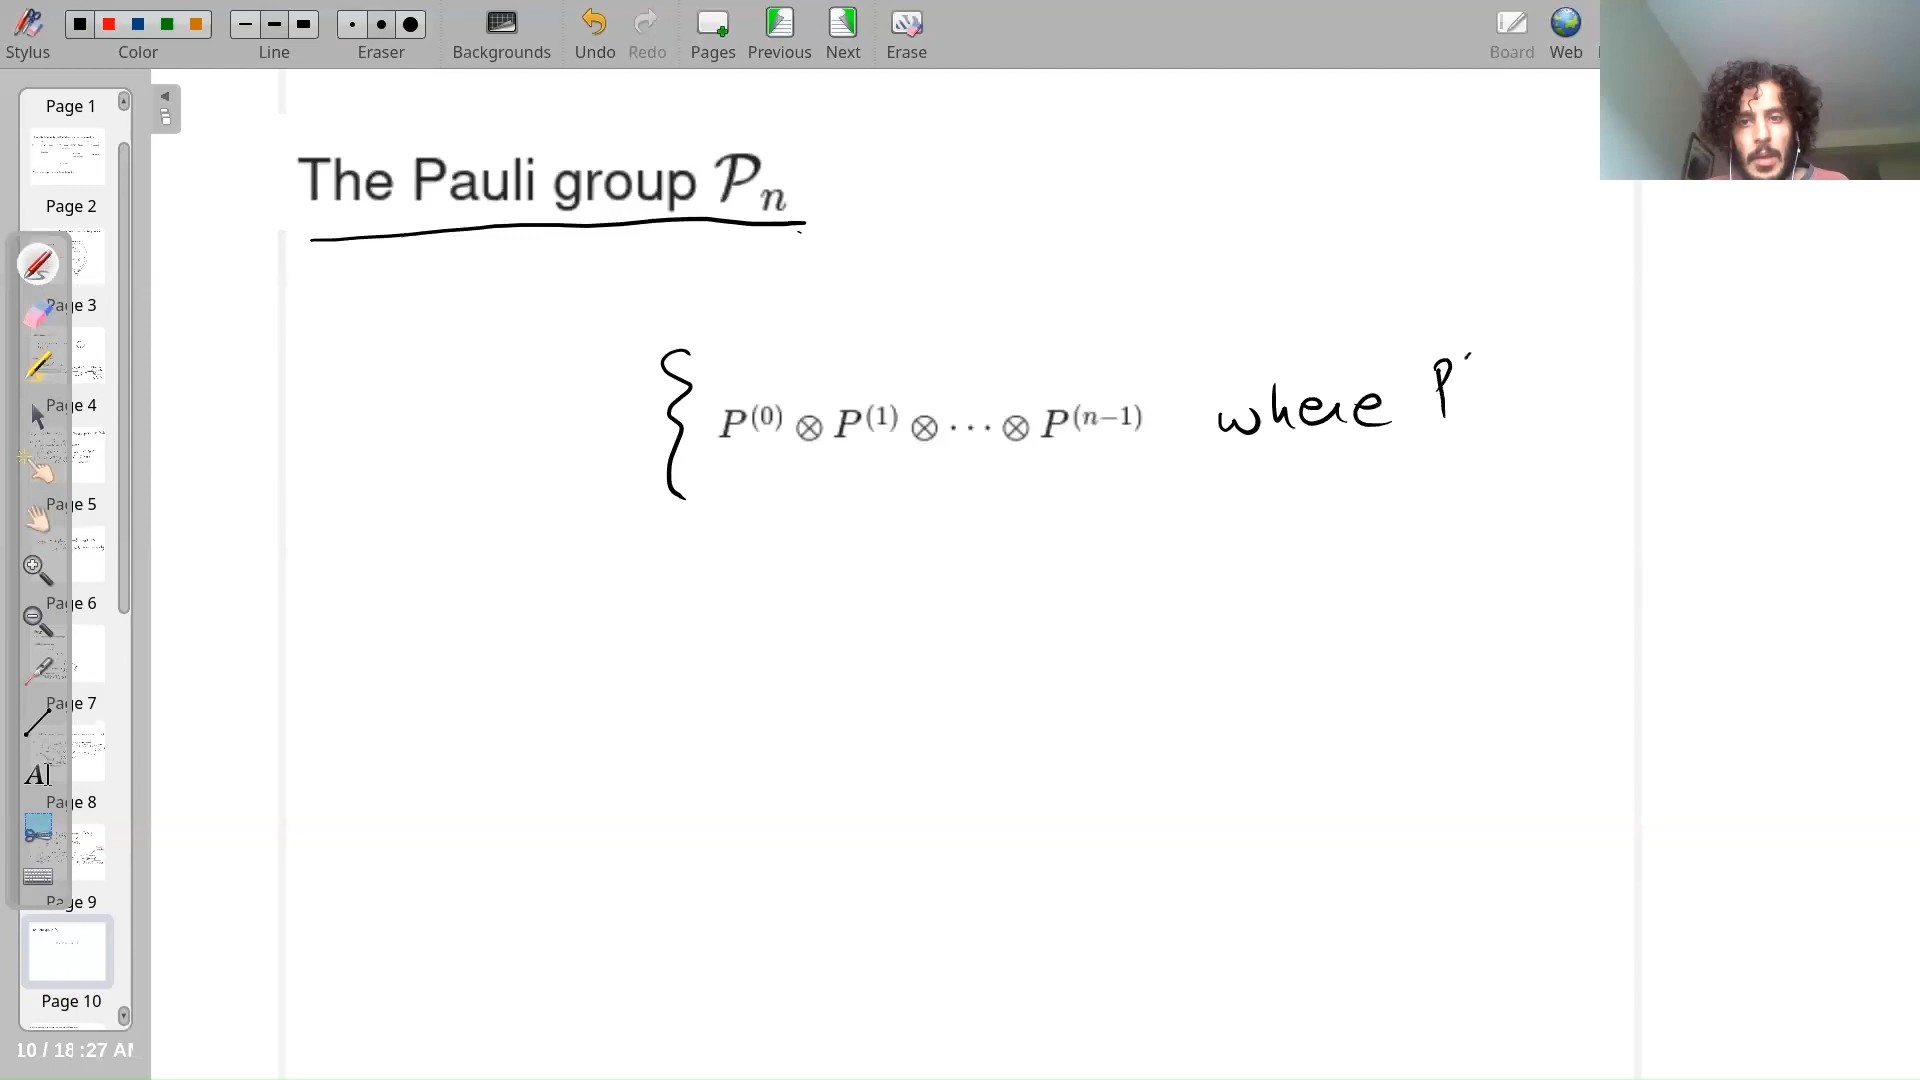 Stylus
Color
Line
Eraser
Backgrounds
Undo
Redo
Pages
Previous
Next
Erase
Board
Web
Page 1
Page 2
Page 3
Page 4
Page 5
Page 6
Page 7
Page 8
Page 9
Page 10
The Pauli group 𝒫ₙ
{ P⁽⁰⁾ ⊗ P⁽¹⁾ ⊗ ⋯ ⊗ P⁽ⁿ⁻¹⁾ where P
10 / 18
:27 AM